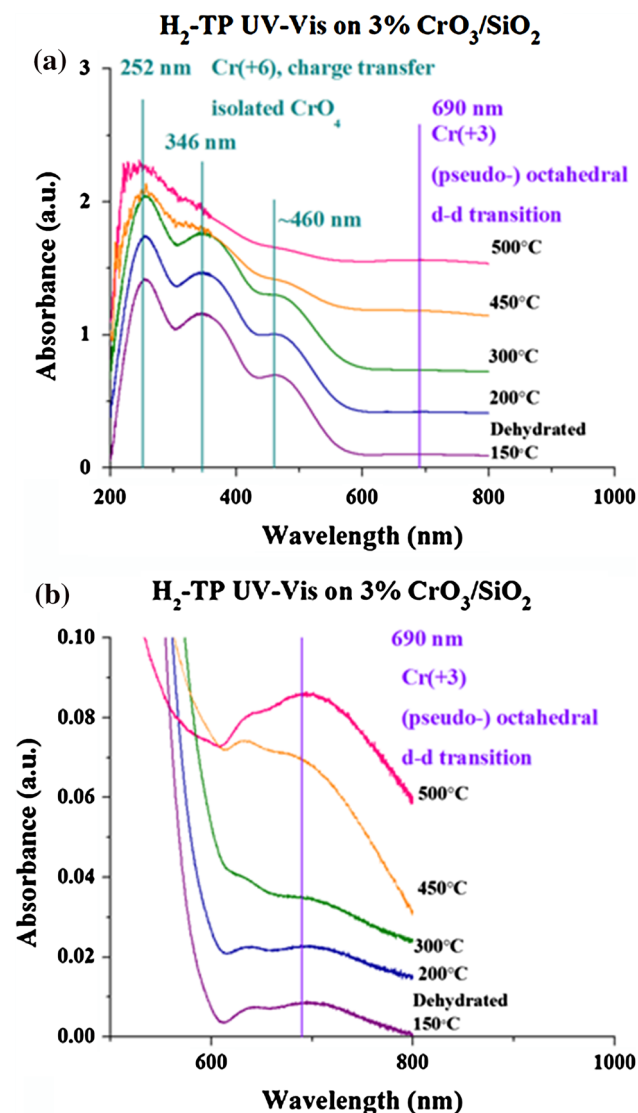 H₂-TP UV-Vis on 3% CrO₃/SiO₂
(a)
252 nm
Cr(+6), charge transfer
isolated CrO₄
346 nm
~460 nm
690 nm
Cr(+3)
(pseudo-) octahedral
d-d transition
500°C
450°C
300°C
200°C
Dehydrated
150°C
3
2
1
0
Absorbance (a.u.)
200
400
600
800
1000
Wavelength (nm)
H₂-TP UV-Vis on 3% CrO₃/SiO₂
(b)
690 nm
Cr(+3)
(pseudo-) octahedral
d-d transition
500°C
450°C
300°C
200°C
Dehydrated
150°C
0.10
0.08
0.06
0.04
0.02
0.00
Absorbance (a.u.)
600
800
1000
Wavelength (nm)